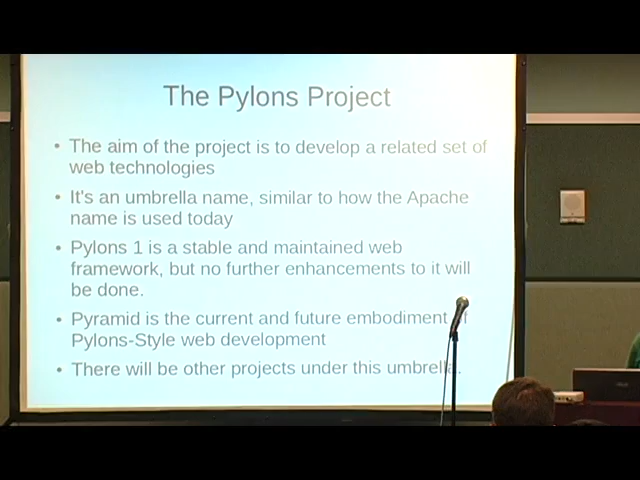 The Pylons Project
• The aim of the project is to develop a related set of
web technologies
• It's an umbrella name, similar to how the Apache
name is used today
• Pylons 1 is a stable and maintained web
framework, but no further enhancements to it will
be done.
• Pyramid is the current and future embodiment of
Pylons-Style web development
• There will be other projects under this umbrella.